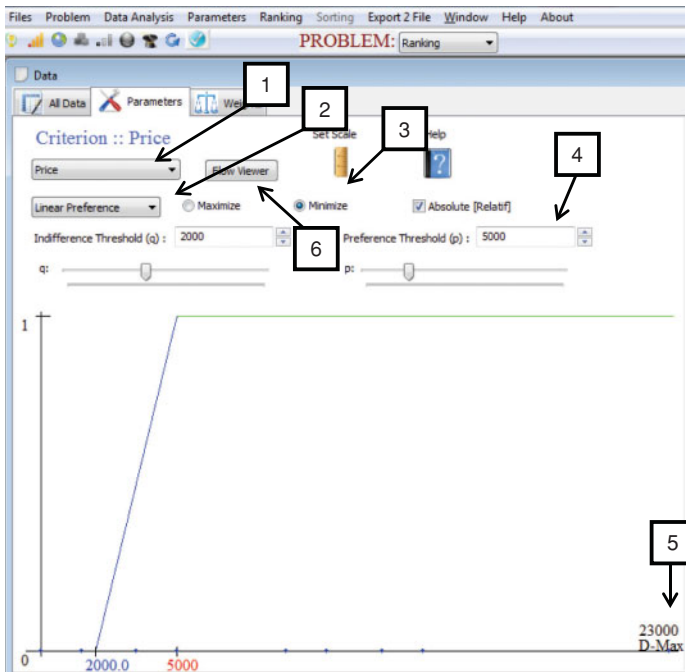 Files Problem Data Analysis Parameters Ranking Sorting Export 2 File Window Help About
PROBLEM: Ranking
Data
All Data Parameters
1
2
3
4
Criterion :: Price
Set Scale
Price
Flow Viewer
Linear Preference Maximize Minimize Absolute [Relatif]
6
Indifference Threshold (q) : 2000 Preference Threshold (p) : 5000
q: p:
1
5
23000
D-Max
0 2000.0 5000